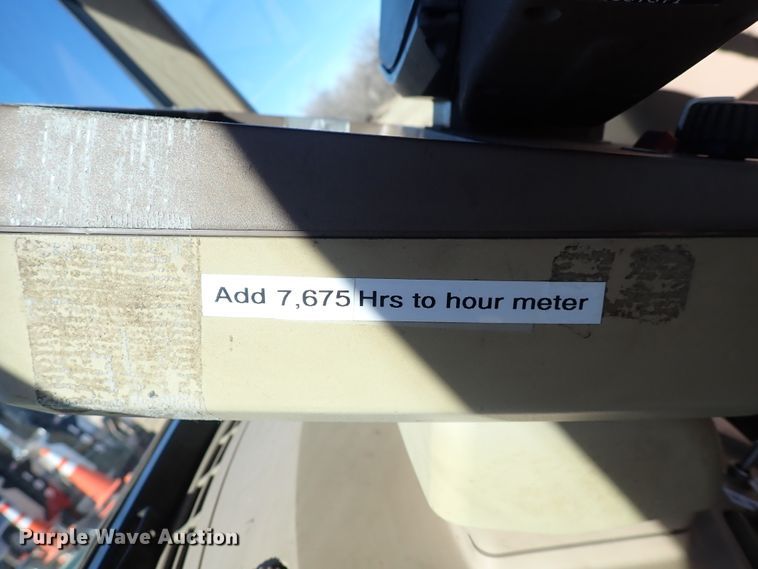 Add 7,675 Hrs to hour meter
Purple Wave Auction